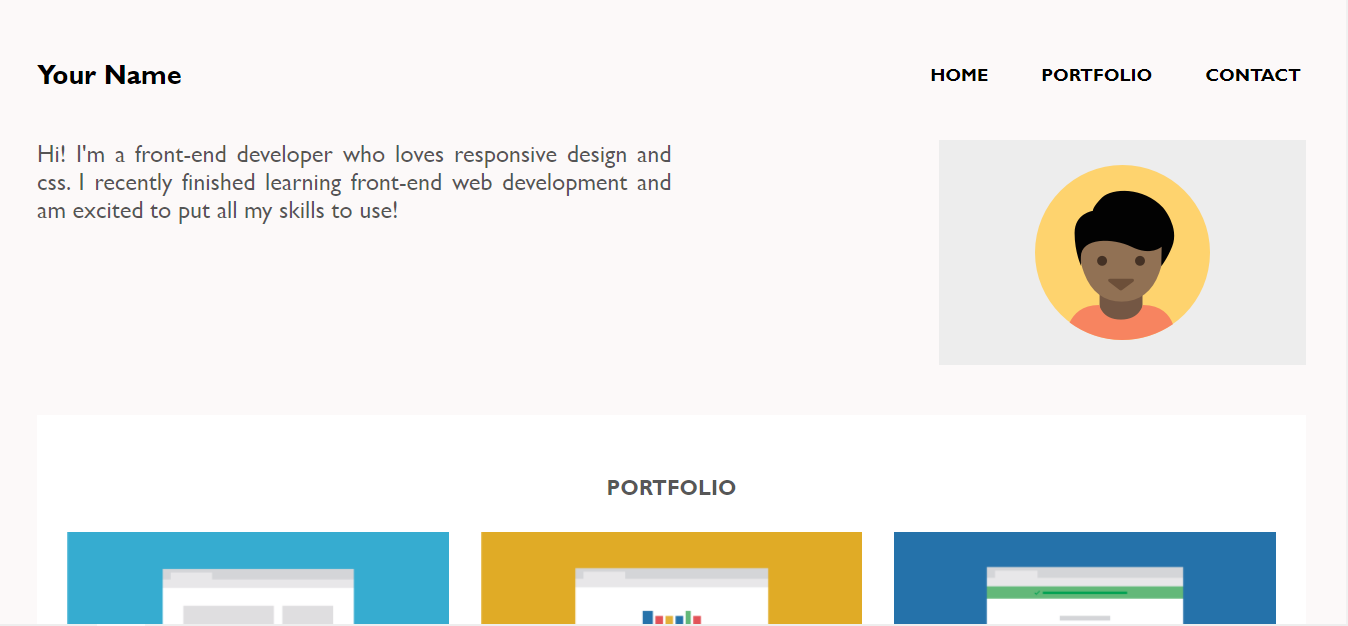 Your Name
HOME PORTFOLIO CONTACT
Hi! I'm a front-end developer who loves responsive design and
css. I recently finished learning front-end web development and
am excited to put all my skills to use!
PORTFOLIO